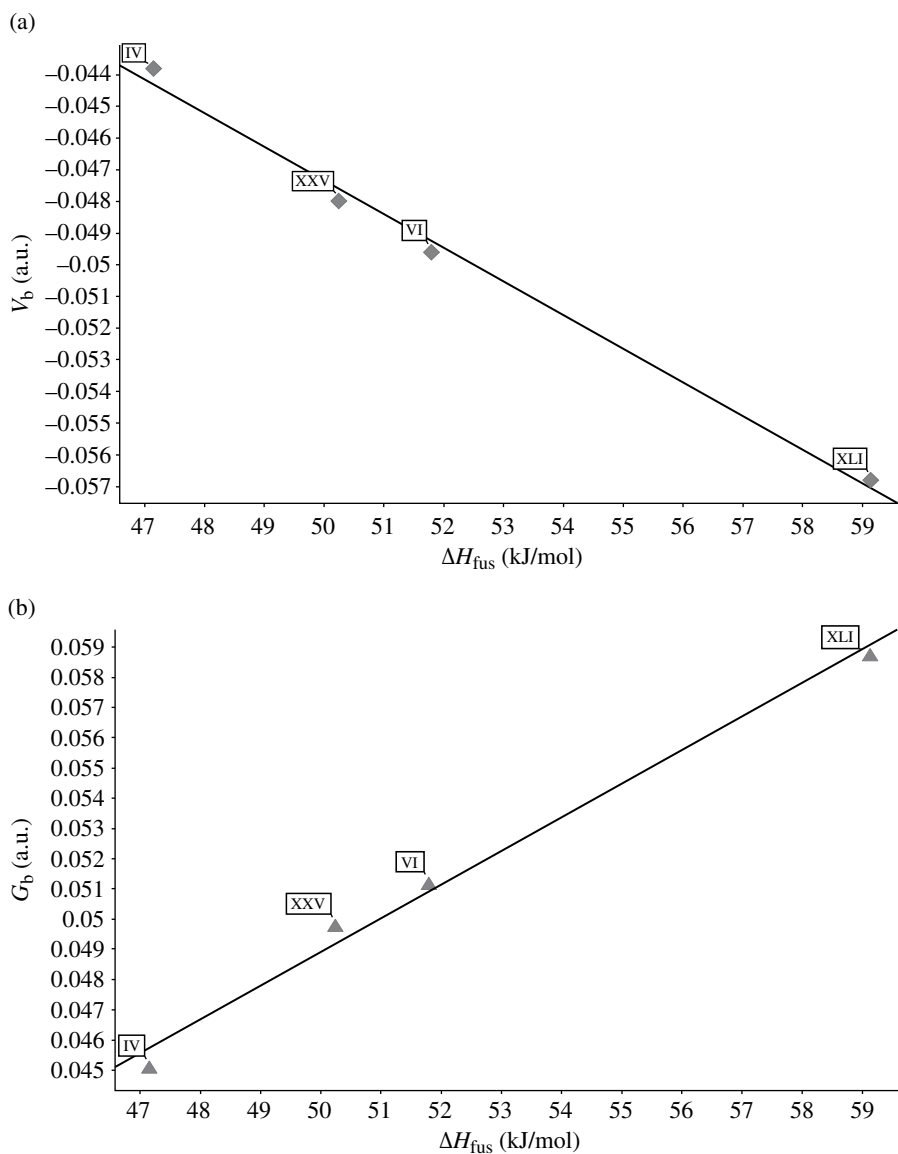 (a)
IV
–0.044
–0.045
–0.046
–0.047
XXV
–0.048
VI
–0.049
–0.05
–0.051
–0.052
–0.053
–0.054
–0.055
XLI
–0.056
–0.057
V_b (a.u.)
47 48 49 50 51 52 53 54 55 56 57 58 59
ΔH_fus (kJ/mol)
(b)
XLI
0.059
0.058
0.057
0.056
0.055
0.054
0.053
0.052
VI
0.051
XXV
0.05
0.049
0.048
0.047
0.046
IV
0.045
G_b (a.u.)
47 48 49 50 51 52 53 54 55 56 57 58 59
ΔH_fus (kJ/mol)